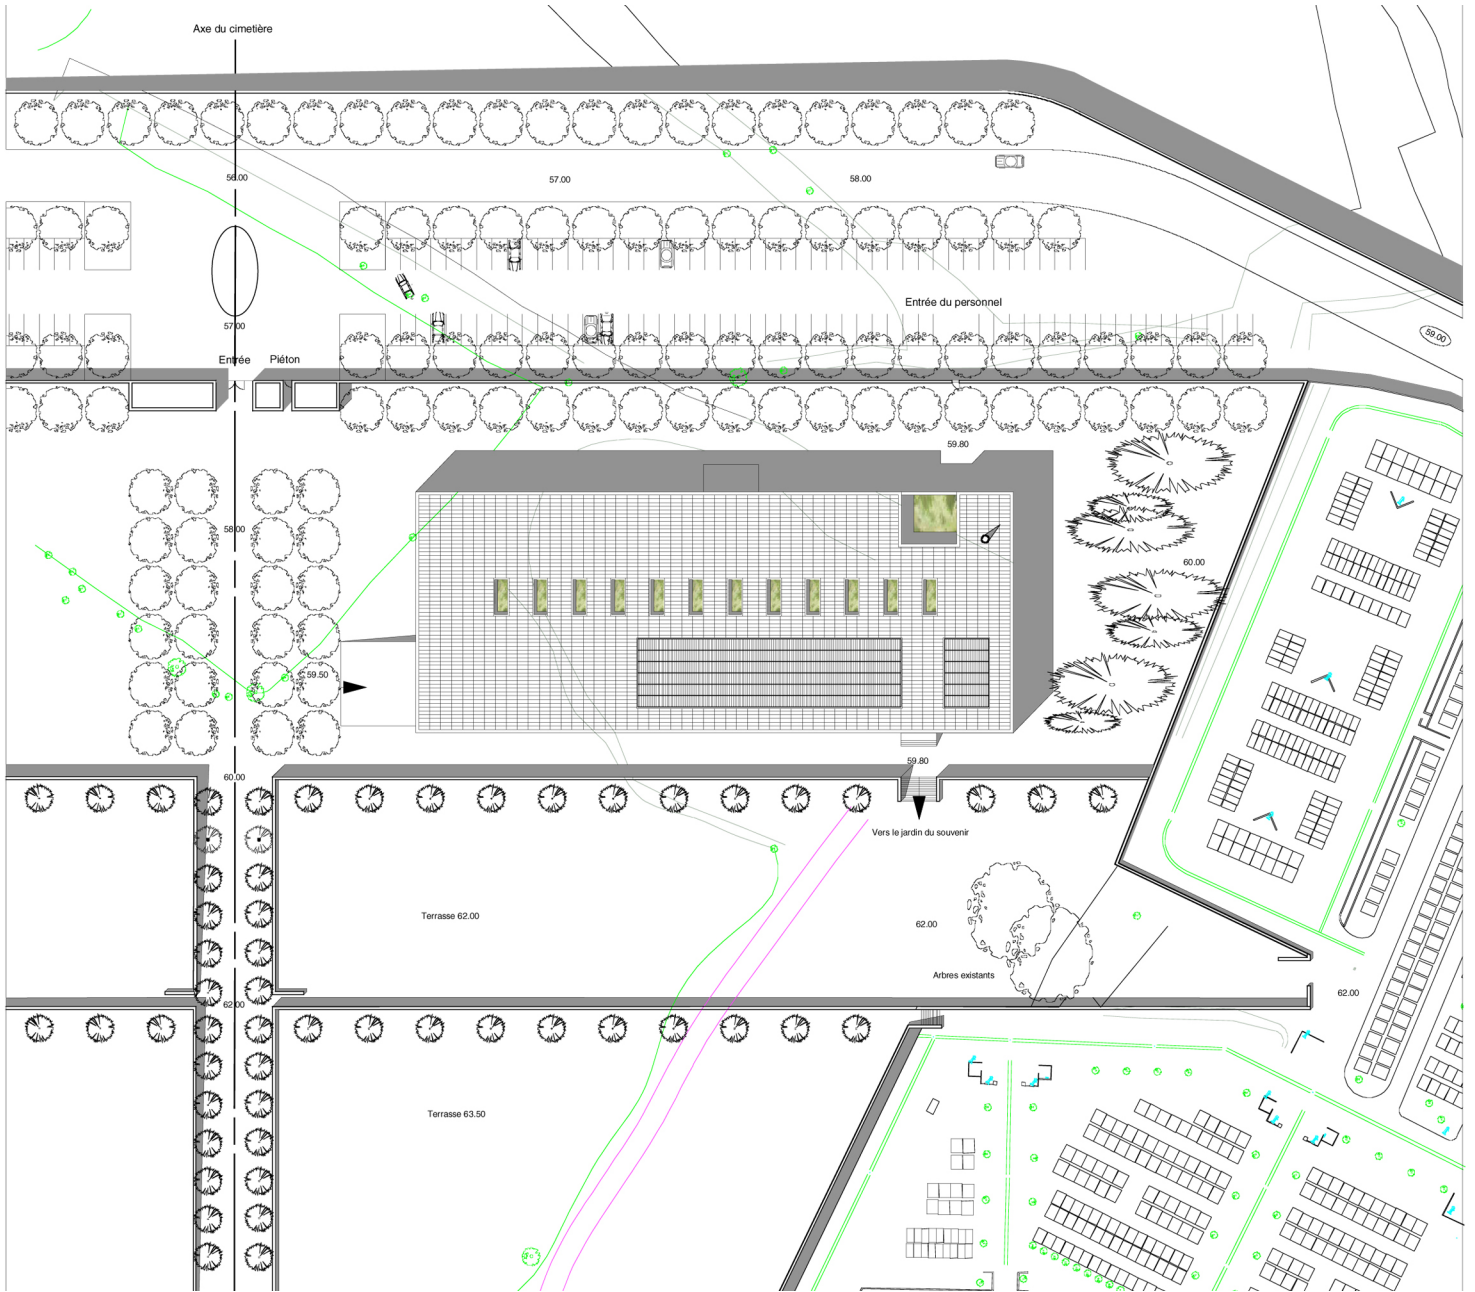 Axe du cimetière
56.00
57.00
58.00
Entrée du personnel
57.00
59.00
Entrée
Piéton
59.80
58.00
60.00
59.50
59.80
60.00
Vers le jardin du souvenir
Terrasse 62.00
62.00
Arbres existants
62.00
62.00
Terrasse 63.50